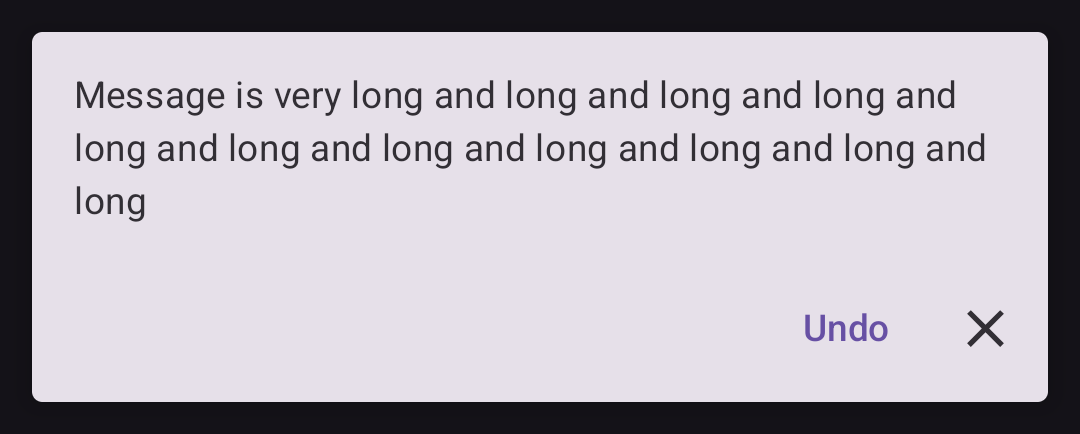 Message is very long and long and long and long and
long and long and long and long and long and long and
long
Undo